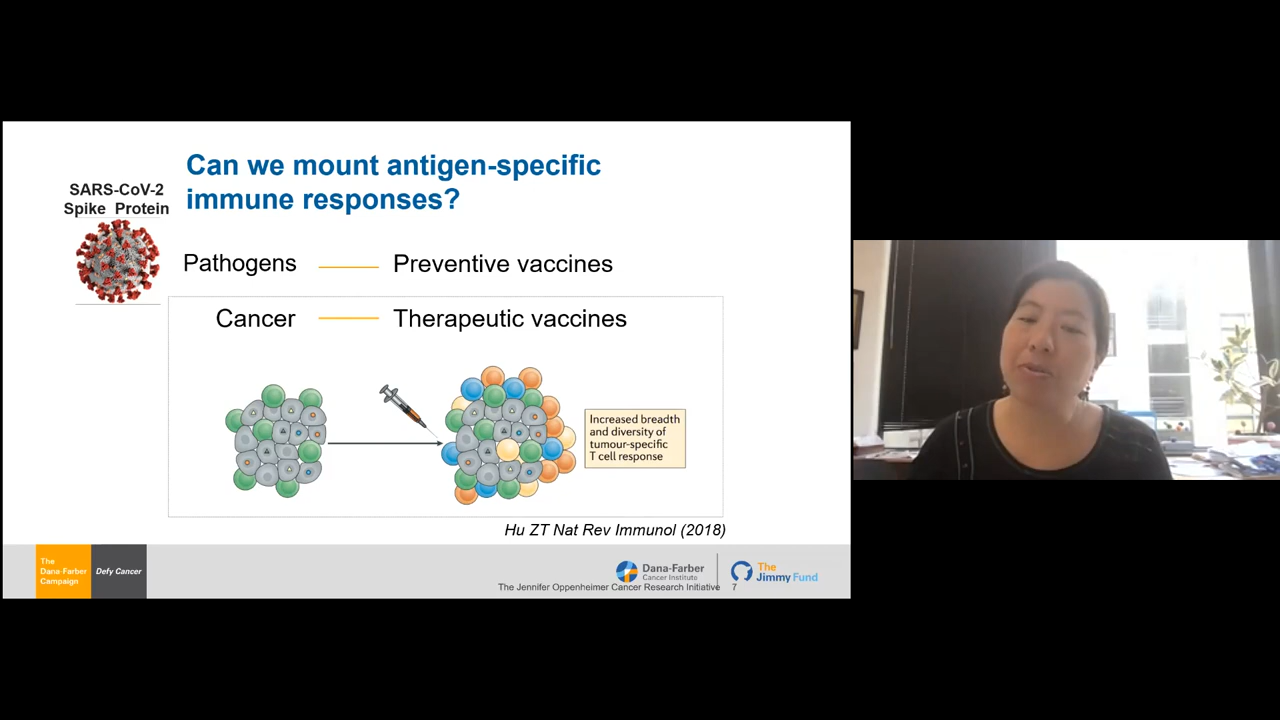 Can we mount antigen-specific
immune responses?
SARS-CoV-2
Spike Protein
Pathogens
Preventive vaccines
Cancer
Therapeutic vaccines
Increased breadth
and diversity of
tumour-specific
T cell response
Hu ZT Nat Rev Immunol (2018)
The
Dana-Farber
Campaign
Defy Cancer
Dana-Farber
Cancer Institute
The
Jimmy Fund
The Jennifer Oppenheimer Cancer Research Initiative 7